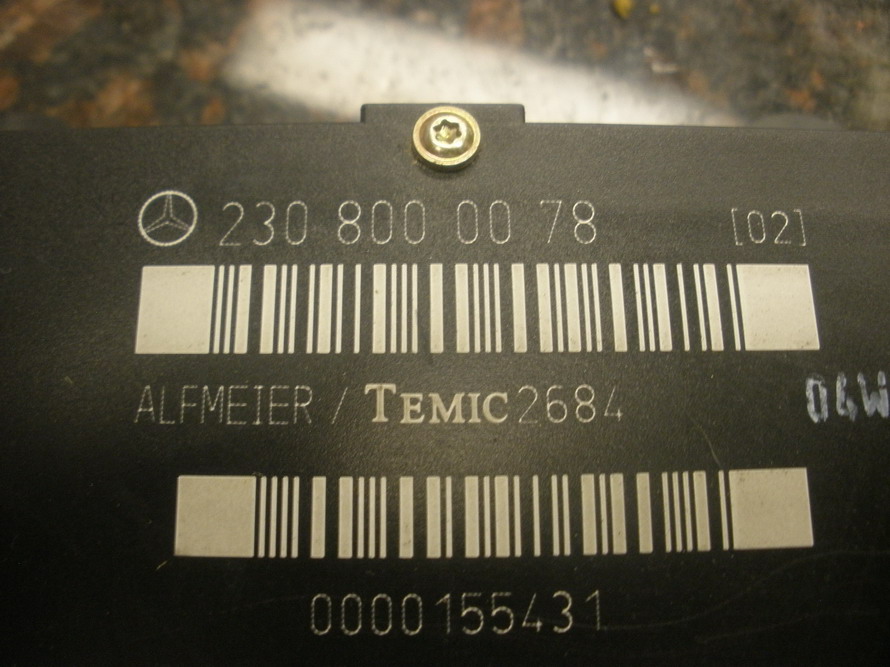 230 800 00 78 [02]
ALFMEIER / TEMIC 2684
04W
0000155431